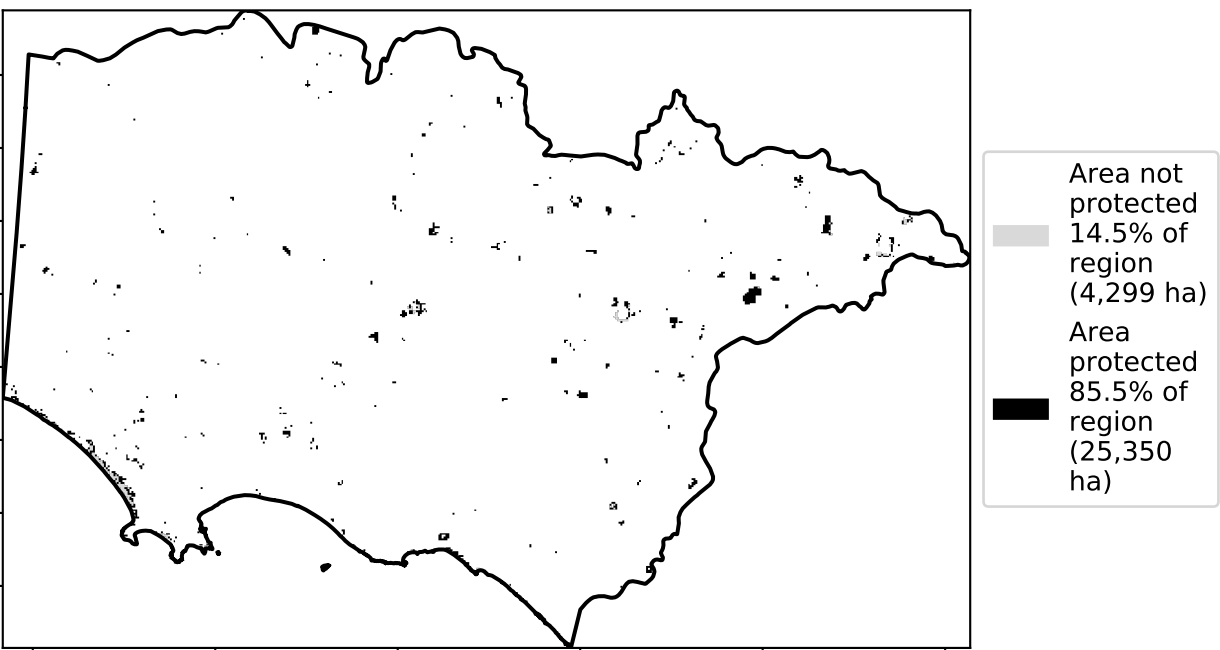 Area not
protected
14.5% of
region
(4,299 ha)
Area
protected
85.5% of
region
(25,350
ha)